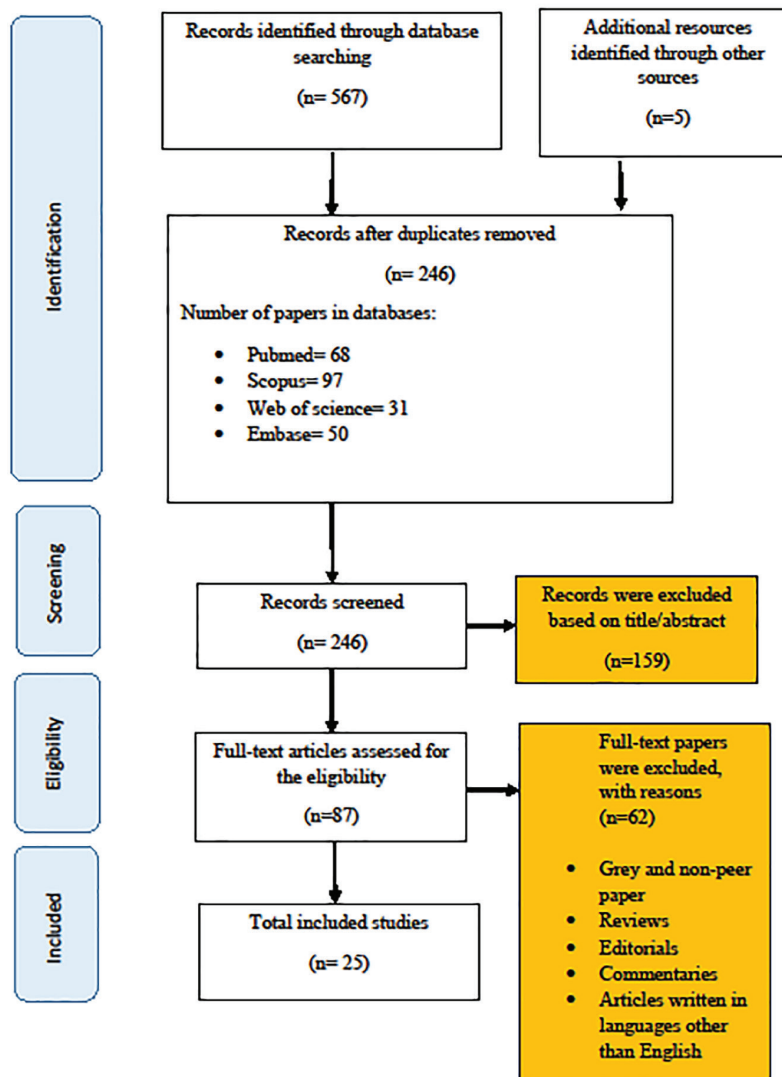 Records identified through database
searching
(n= 567)
Additional resources
identified through other
sources
(n=5)
Identification
Records after duplicates removed
(n= 246)
Number of papers in databases:
• Pubmed= 68
• Scopus= 97
• Web of science= 31
• Embase= 50
Screening
Records screened
(n= 246)
Records were excluded
based on title/abstract
(n=159)
Eligibility
Full-text articles assessed for
the eligibility
(n=87)
Full-text papers
were excluded,
with reasons
(n=62)
• Grey and non-peer
paper
• Reviews
• Editorials
• Commentaries
• Articles written in
languages other
than English
Included
Total included studies
(n= 25)